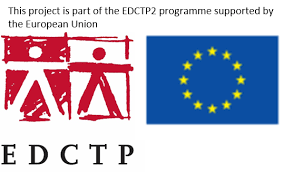 This project is part of the EDCTP2 programme supported by
the European Union
EDCTP